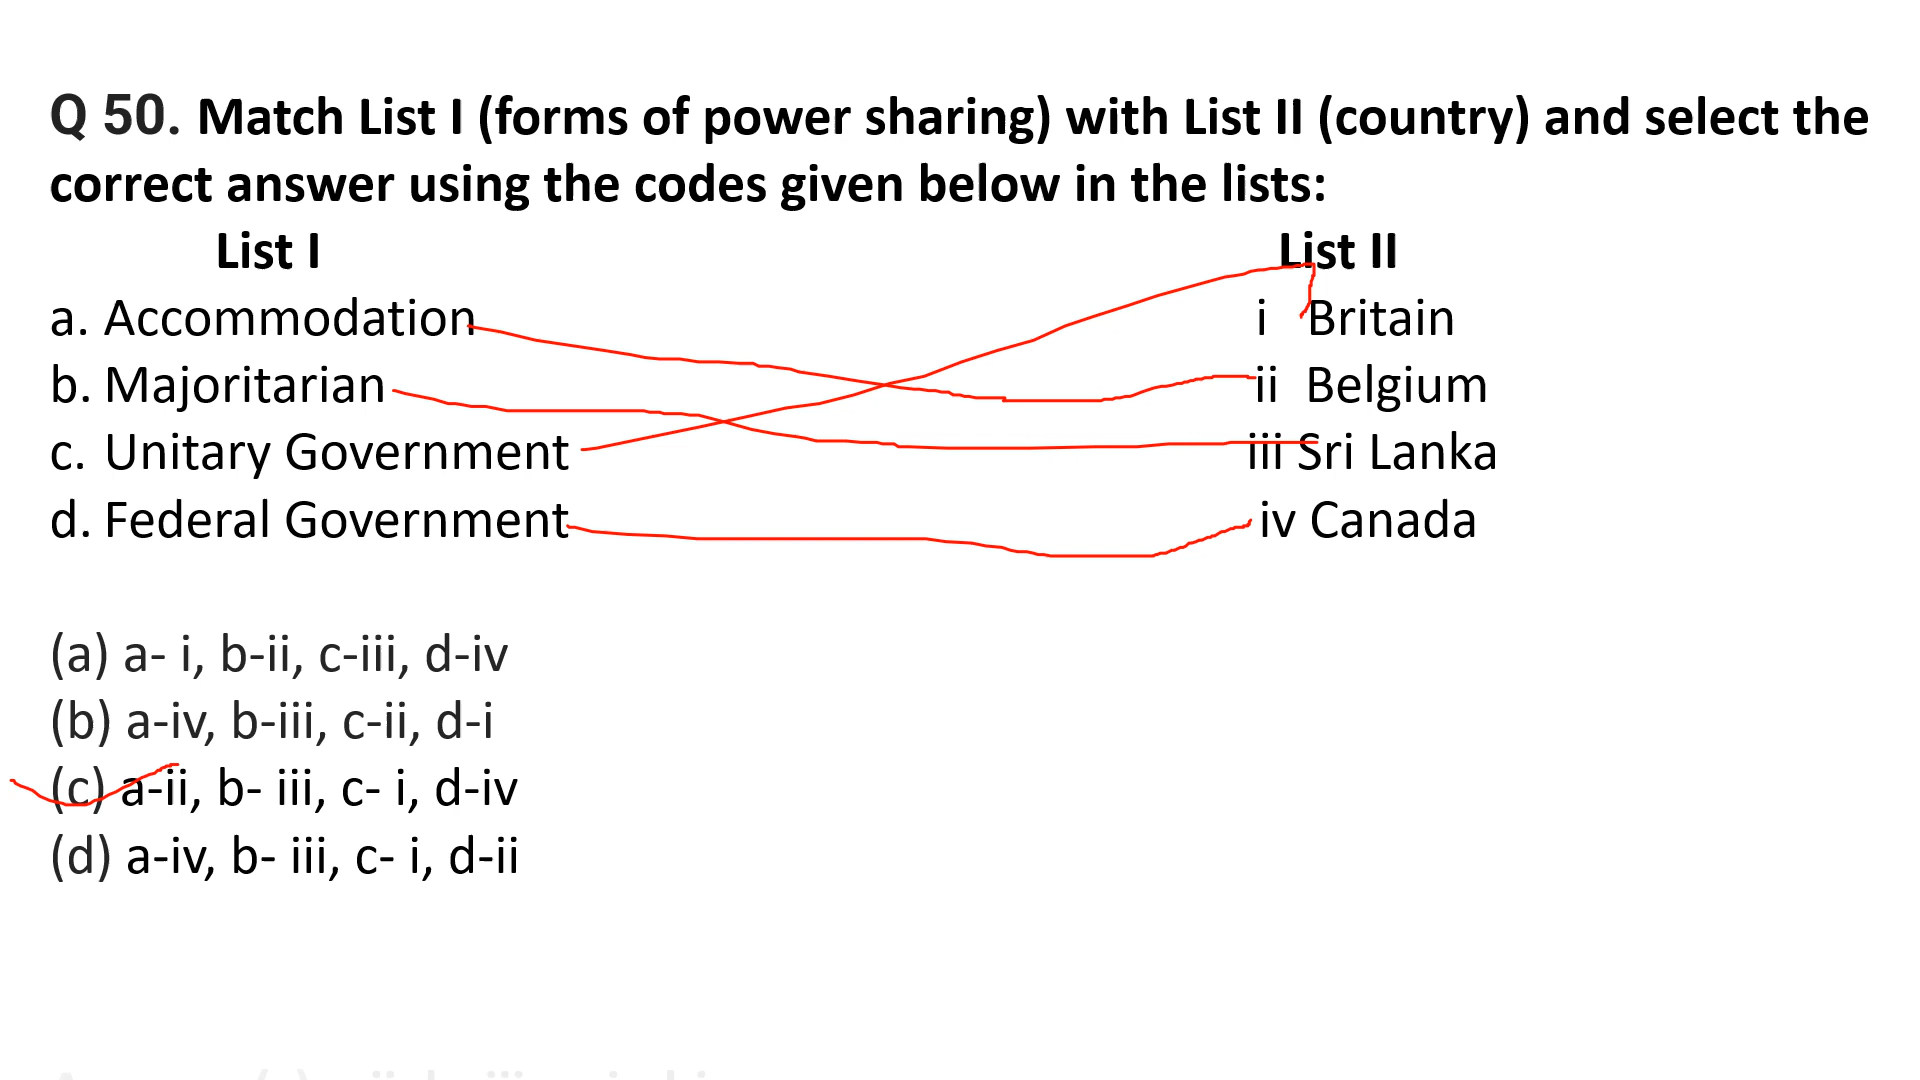 Q 50. Match List I (forms of power sharing) with List II (country) and select the
correct answer using the codes given below in the lists:
List I List II
a. Accommodation i Britain
b. Majoritarian ii Belgium
c. Unitary Government iii Sri Lanka
d. Federal Government iv Canada
(a) a- i, b-ii, c-iii, d-iv
(b) a-iv, b-iii, c-ii, d-i
(c) a-ii, b- iii, c- i, d-iv
(d) a-iv, b- iii, c- i, d-ii